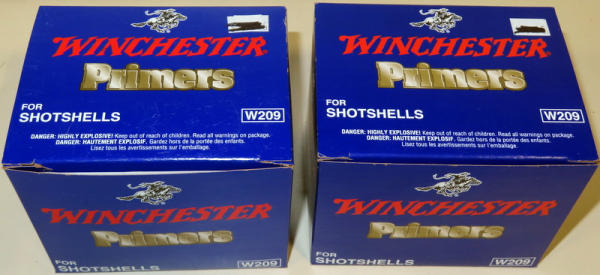 WINCHESTER
Primers
FOR
SHOTSHELLS
W209
DANGER: HIGHLY EXPLOSIVE! Keep out of reach of children. Read all warnings on package.
DANGER: HAUTEMENT EXPLOSIF. Gardez hors de la portée des enfants.
Lisez tous les avertissements sur l'emballage.
WINCHESTER
Primers
FOR
SHOTSHELLS
W209
WINCHESTER
Primers
FOR
SHOTSHELLS
W209
DANGER: HIGHLY EXPLOSIVE! Keep out of reach of children. Read all warnings on package.
DANGER: HAUTEMENT EXPLOSIF. Gardez hors de la portée des enfants.
Lisez tous les avertissements sur l'emballage.
WINCHESTER
Primers
FOR
SHOTSHELLS
W209